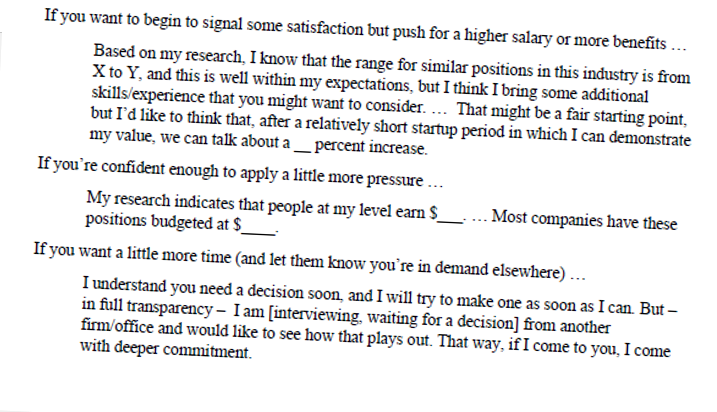 If you want to begin to signal some satisfaction but push for a higher salary or more benefits …
Based on my research, I know that the range for similar positions in this industry is from
X to Y, and this is well within my expectations, but I think I bring some additional
skills/experience that you might want to consider. … That might be a fair starting point,
but I’d like to think that, after a relatively short startup period in which I can demonstrate
my value, we can talk about a __ percent increase.
If you’re confident enough to apply a little more pressure …
My research indicates that people at my level earn $___. … Most companies have these
positions budgeted at $____.
If you want a little more time (and let them know you’re in demand elsewhere) …
I understand you need a decision soon, and I will try to make one as soon as I can. But –
in full transparency – I am [interviewing, waiting for a decision] from another
firm/office and would like to see how that plays out. That way, if I come to you, I come
with deeper commitment.